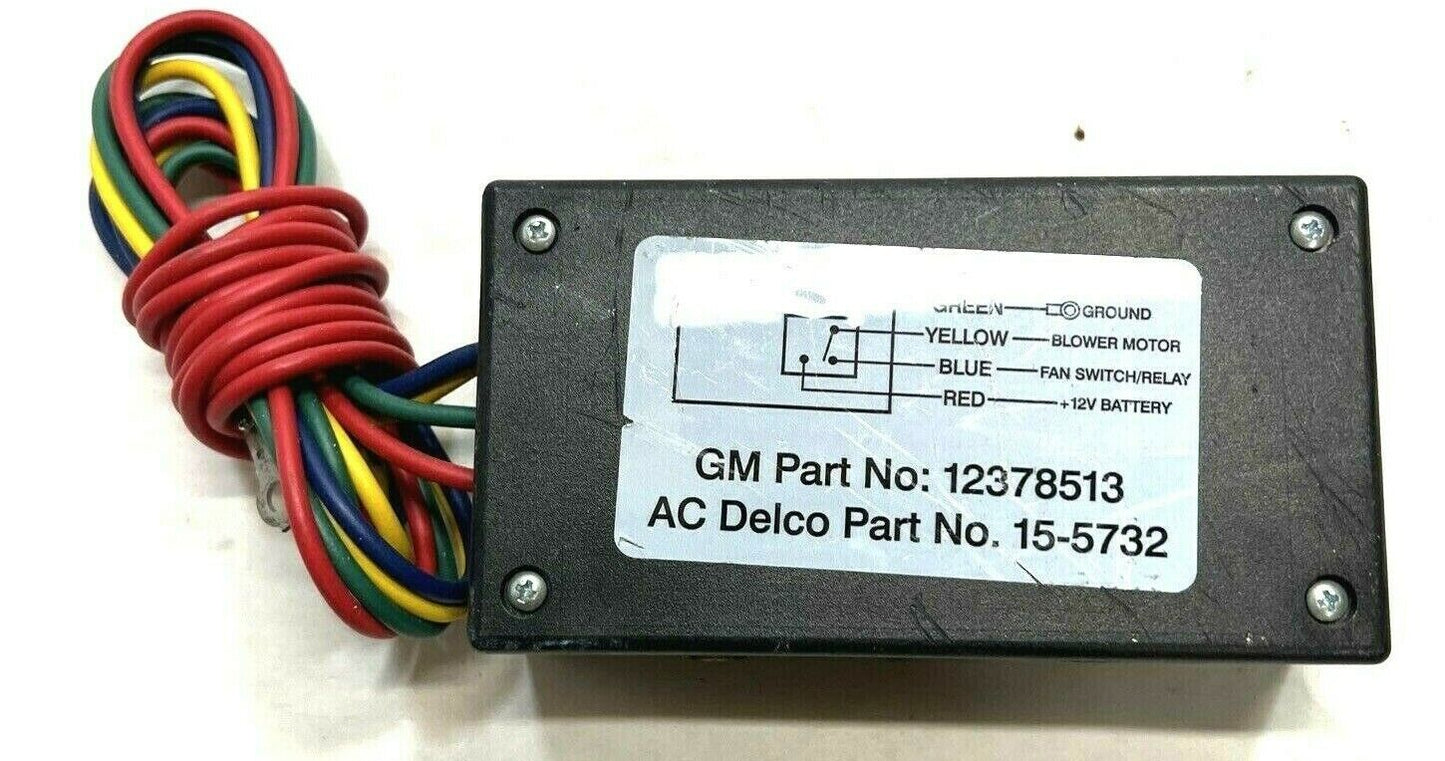 GREEN GROUND
YELLOW BLOWER MOTOR
BLUE FAN SWITCH/RELAY
RED +12V BATTERY
GM Part No: 12378513
AC Delco Part No. 15-5732